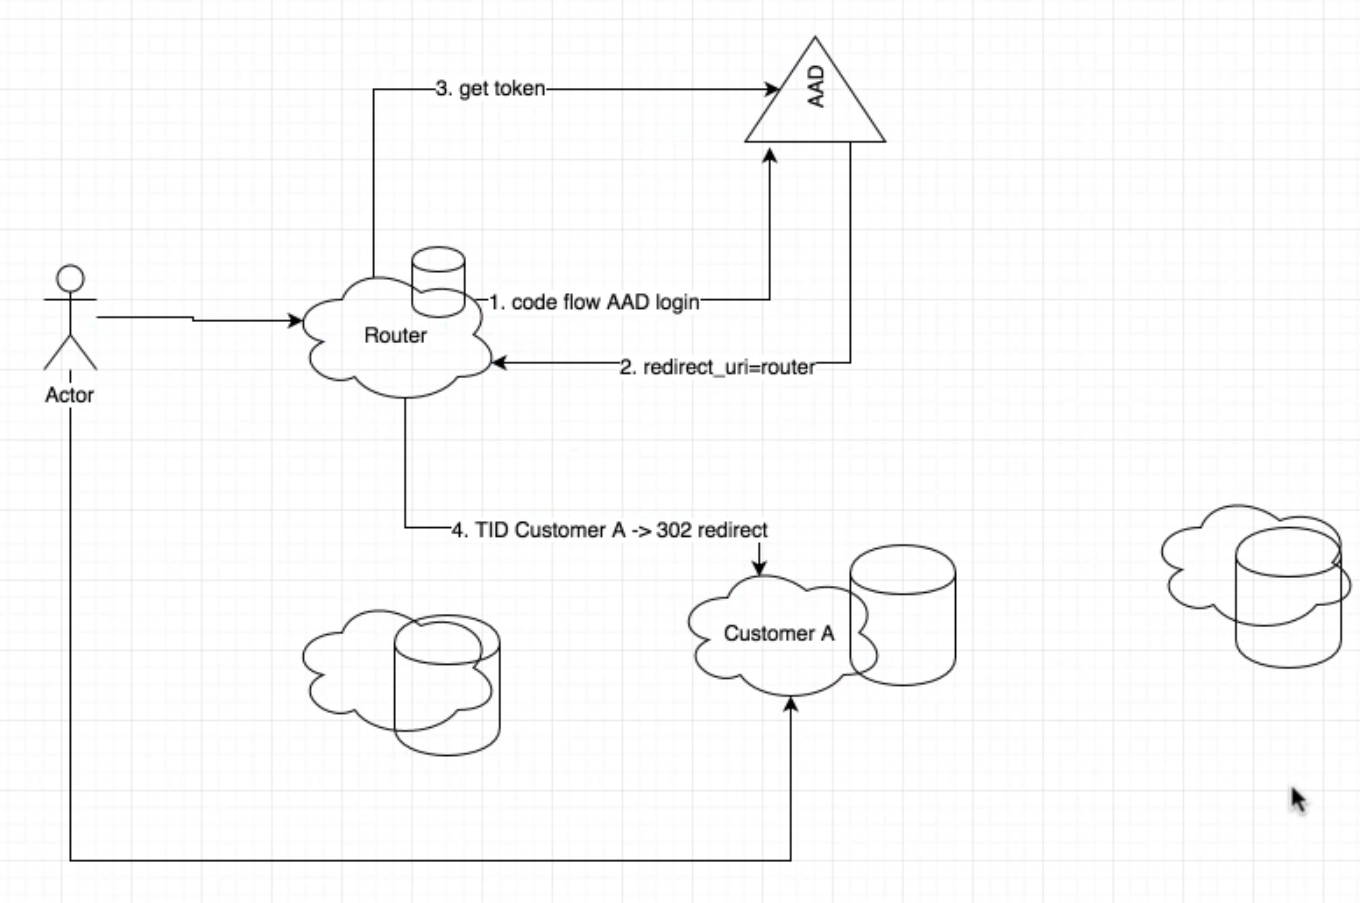 3. get token
AAD
1. code flow AAD login
Router
2. redirect_uri=router
Actor
4. TID Customer A -> 302 redirect
Customer A